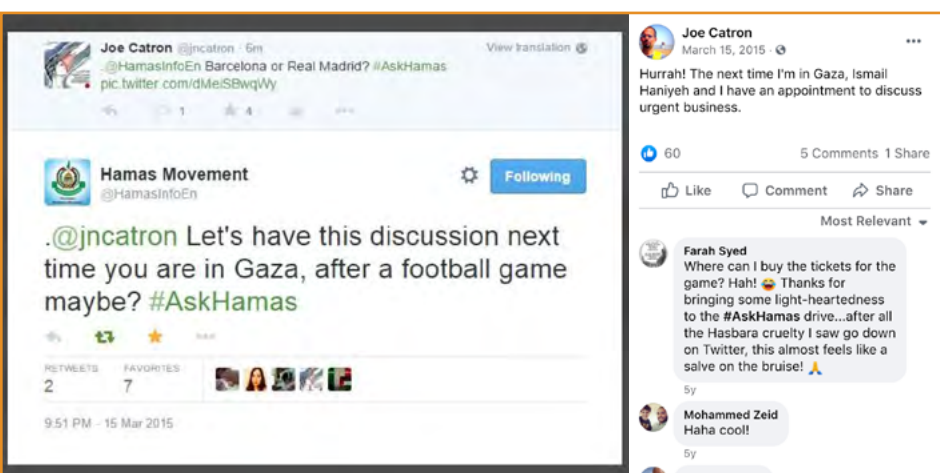 Joe Catron @jncatron · 6m
View translation
.@HamasInfoEn Barcelona or Real Madrid? #AskHamas
pic.twitter.com/dMeiSBwqWy
1 4
Hamas Movement
@HamasInfoEn
Following
.@jncatron Let's have this discussion next
time you are in Gaza, after a football game
maybe? #AskHamas
RETWEETS FAVORITES
2 7
9:51 PM - 15 Mar 2015
Joe Catron
March 15, 2015 ·
Hurrah! The next time I'm in Gaza, Ismail
Haniyeh and I have an appointment to discuss
urgent business.
60 5 Comments 1 Share
Like Comment Share
Most Relevant
Farah Syed
Where can I buy the tickets for the
game? Hah! 😂 Thanks for
bringing some light-heartedness
to the #AskHamas drive...after all
the Hasbara cruelty I saw go down
on Twitter, this almost feels like a
salve on the bruise! 🙏
5y
Mohammed Zeid
Haha cool!
5y